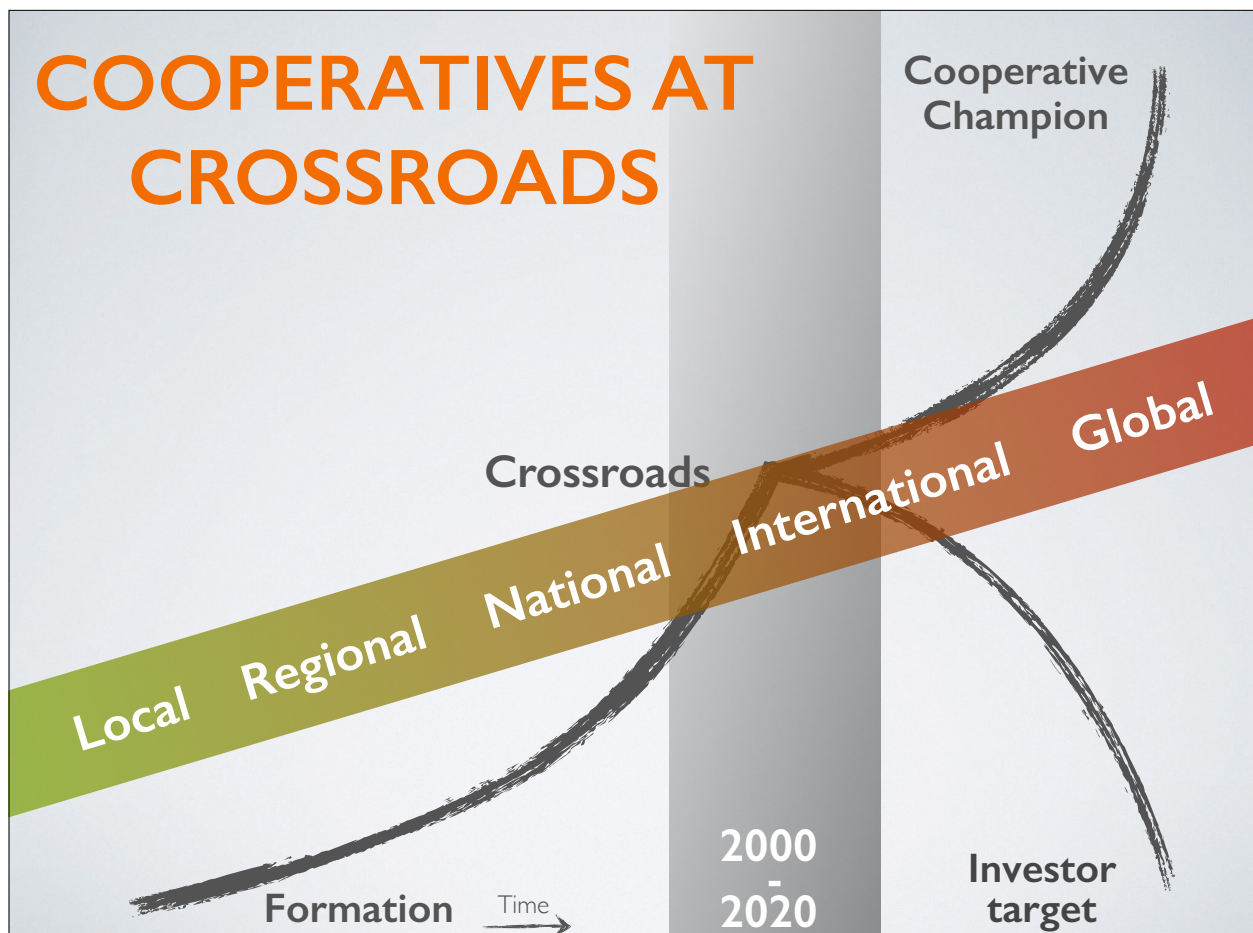 COOPERATIVES AT
CROSSROADS
Cooperative
Champion
Crossroads
Local Regional National International Global
2000
-
2020
Formation
Time
Investor
target